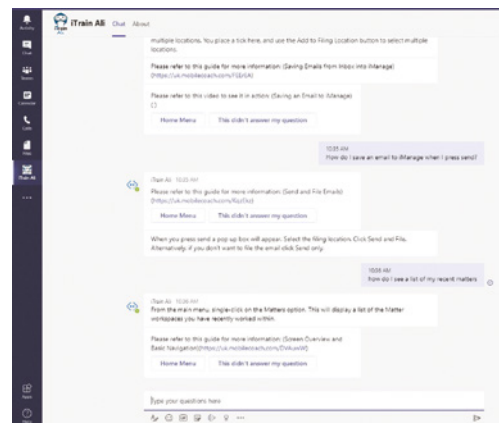 iTrain Ali Chat About
Activity
Chat
Teams
Calendar
Calls
Files
iTrain Ali
Apps
Help
multiple locations. You place a tick here, and use the Add to Filing Location button to select multiple
locations.
Please refer to this guide for more information: (Saving Emails from Inbox into iManage)
Please refer to this video to see it in action: (Saving an Email to iManage)
Home Menu This didn't answer my question
10:35 AM
How do I save an email to iManage when I press send?
iTrain Ali 10:35 AM
Please refer to this guide for more information: (Send and File Emails)
Home Menu This didn't answer my question
When you press send a pop up box will appear. Select the filing location. Click Send and File.
Alternatively, if you don't want to file the email click Send only.
10:36 AM
how do I see a list of my recent matters
iTrain Ali 10:36 AM
From the main menu, single-click on the Matters option. This will display a list of the Matter
workspaces you have recently worked within.
Please refer to this guide for more information: (Screen Overview and
Basic Navigation)
Home Menu This didn't answer my question
Type your questions here